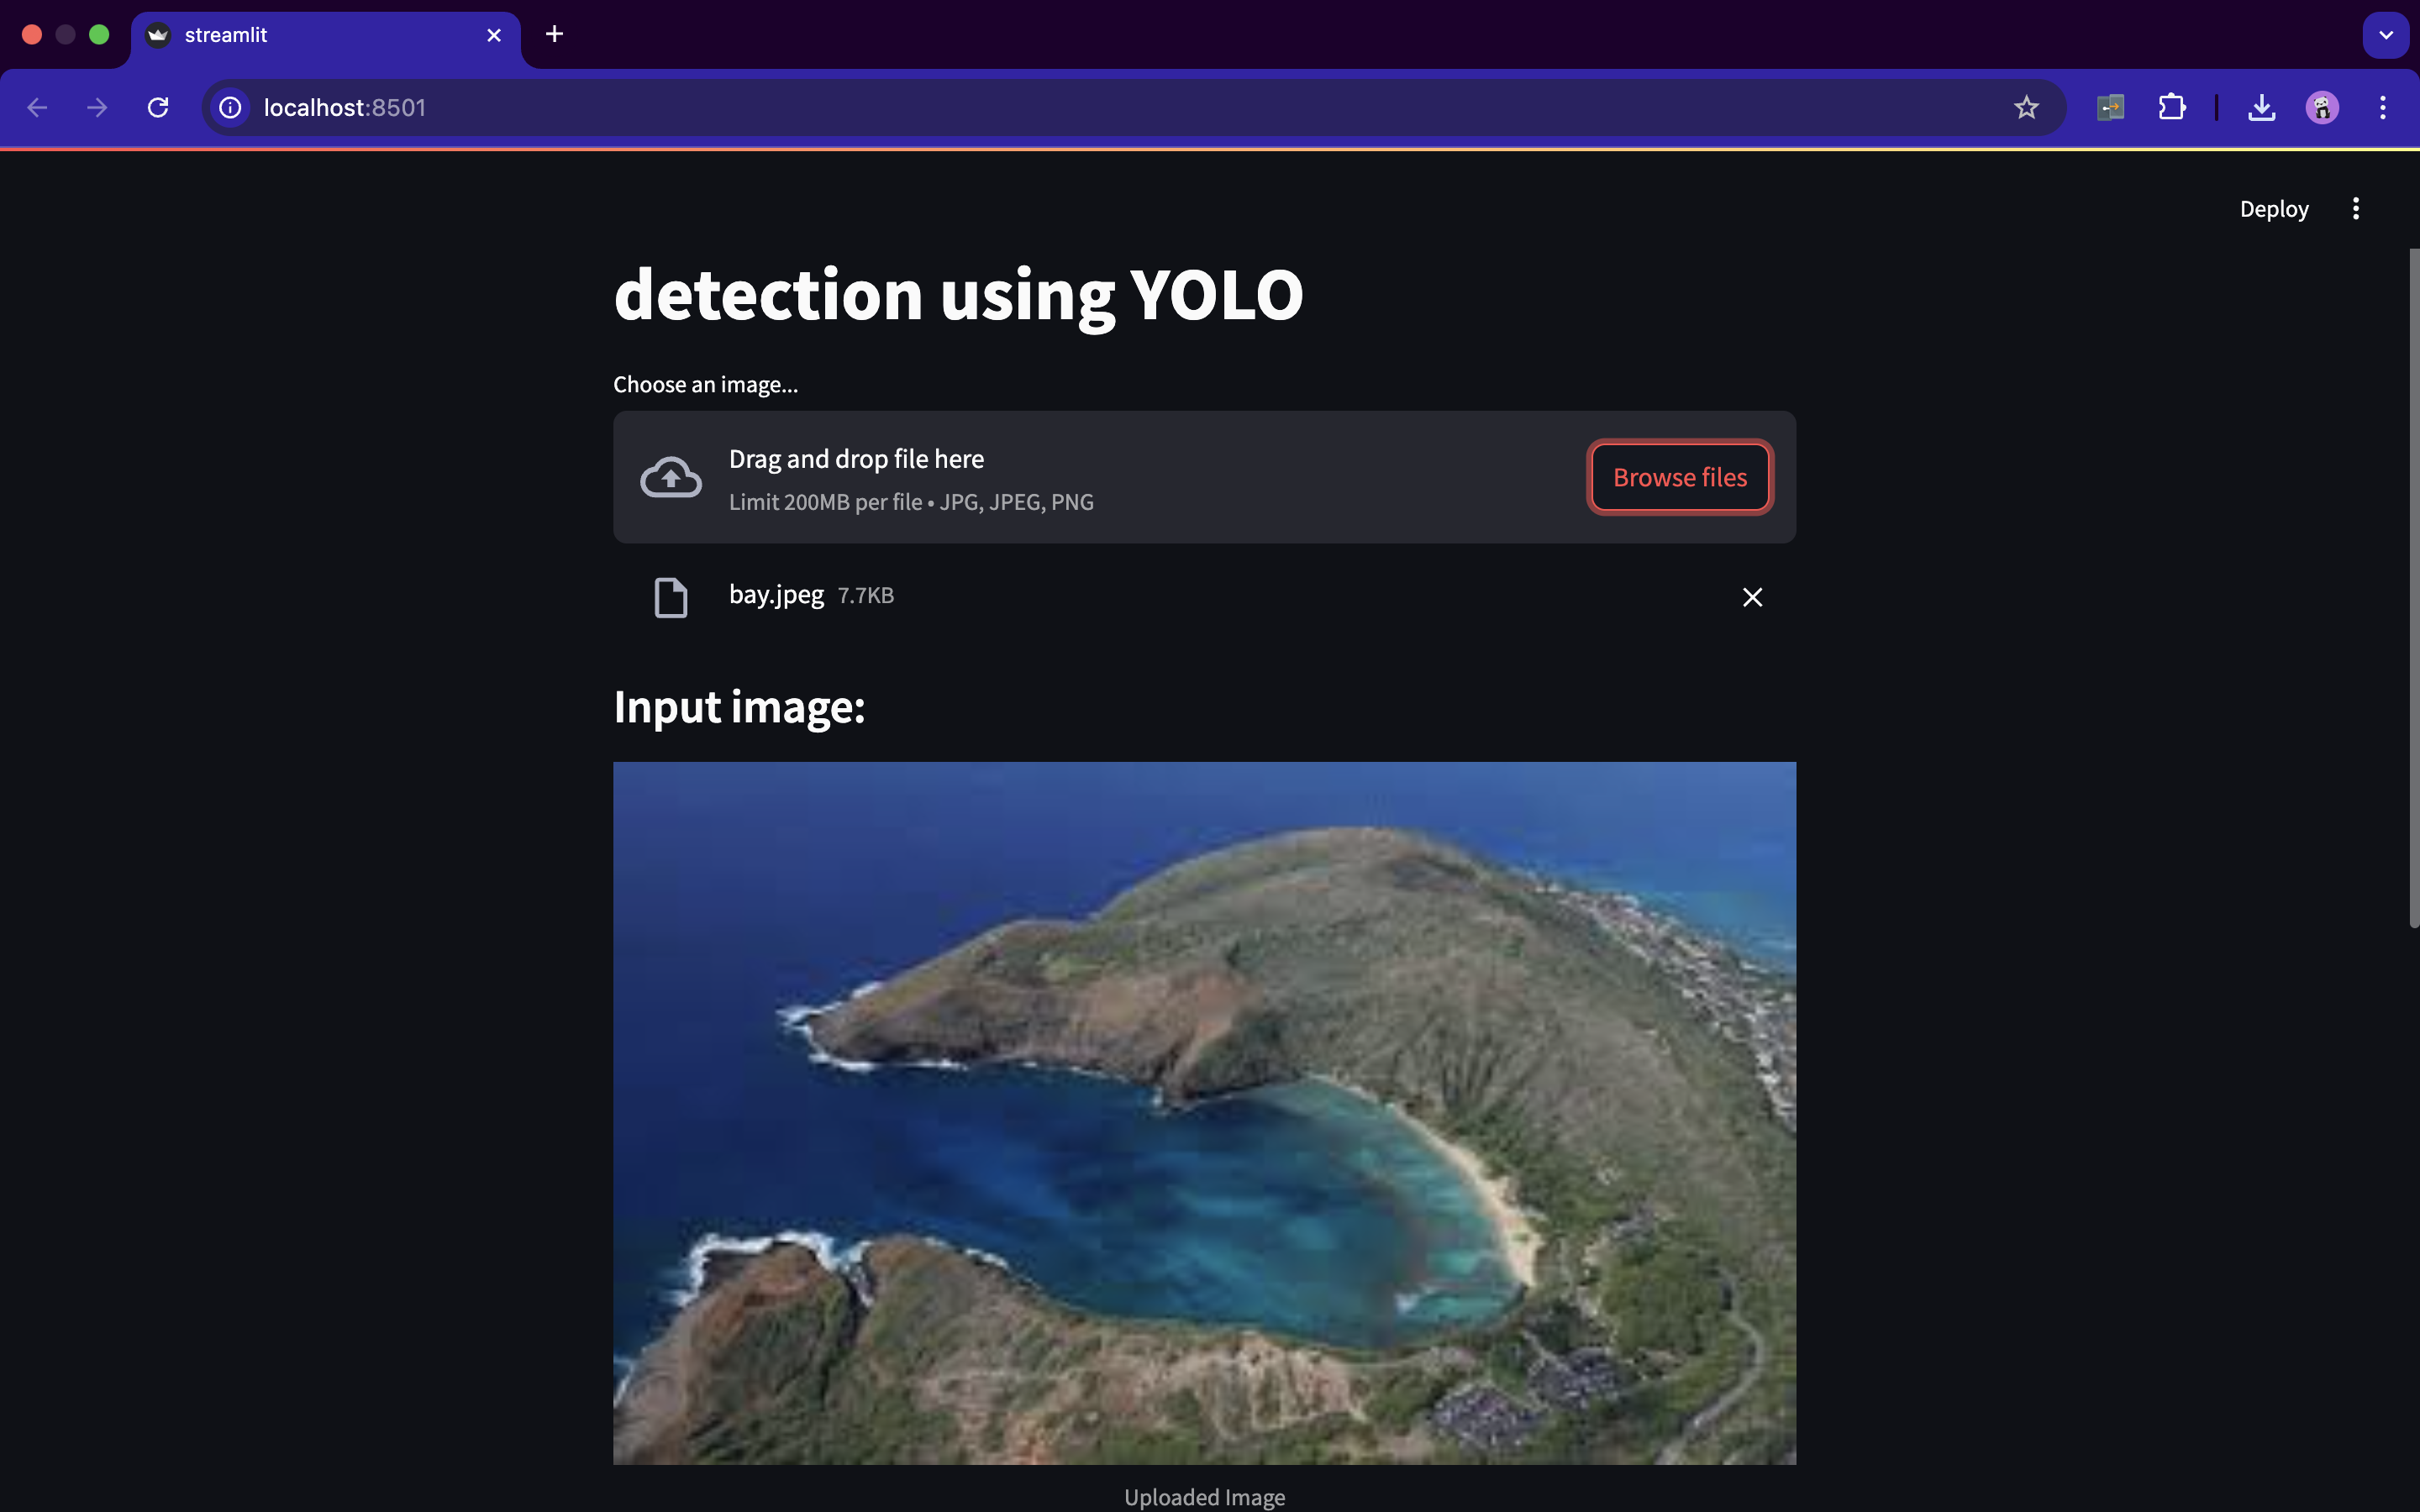 streamlit
localhost:8501
Deploy
detection using YOLO
Choose an image...
Drag and drop file here
Limit 200MB per file • JPG, JPEG, PNG
Browse files
bay.jpeg 7.7KB
Input image:
Uploaded Image